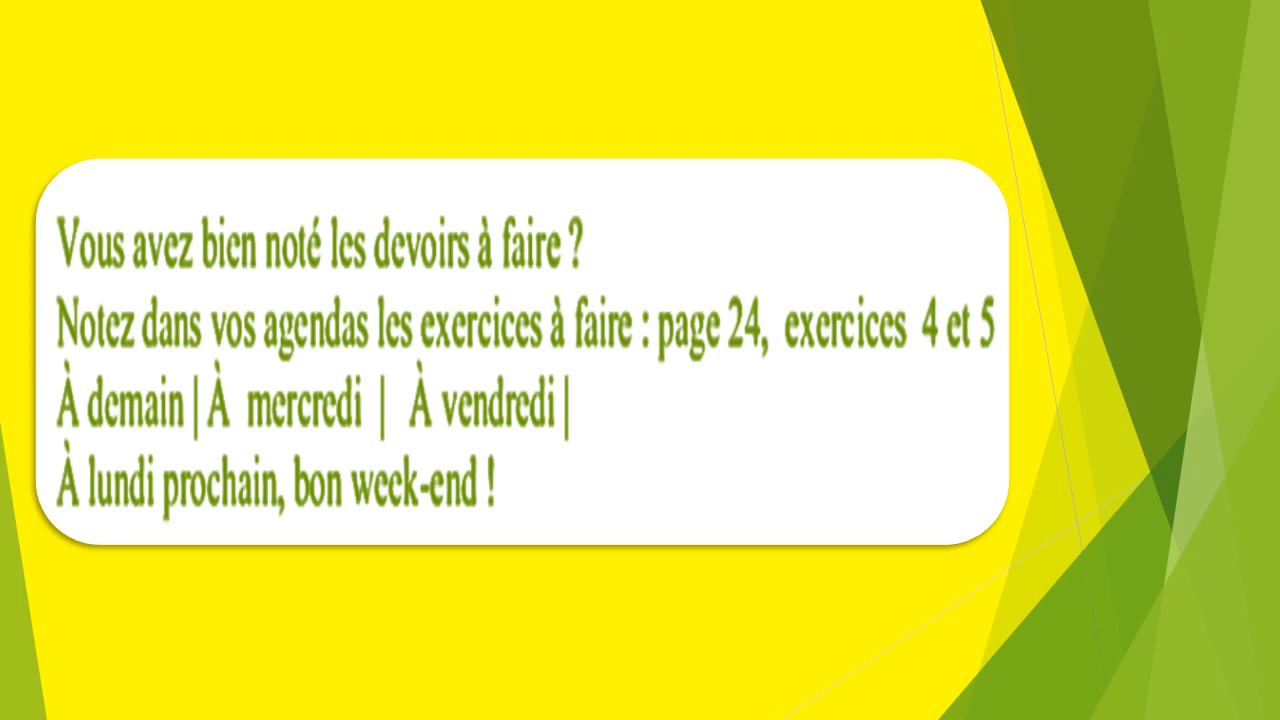 Vous avez bien noté les devoirs à faire ?
Notez dans vos agendas les exercices à faire : page 24, exercices 4 et 5
À demain | À mercredi | À vendredi |
À lundi prochain, bon week-end !